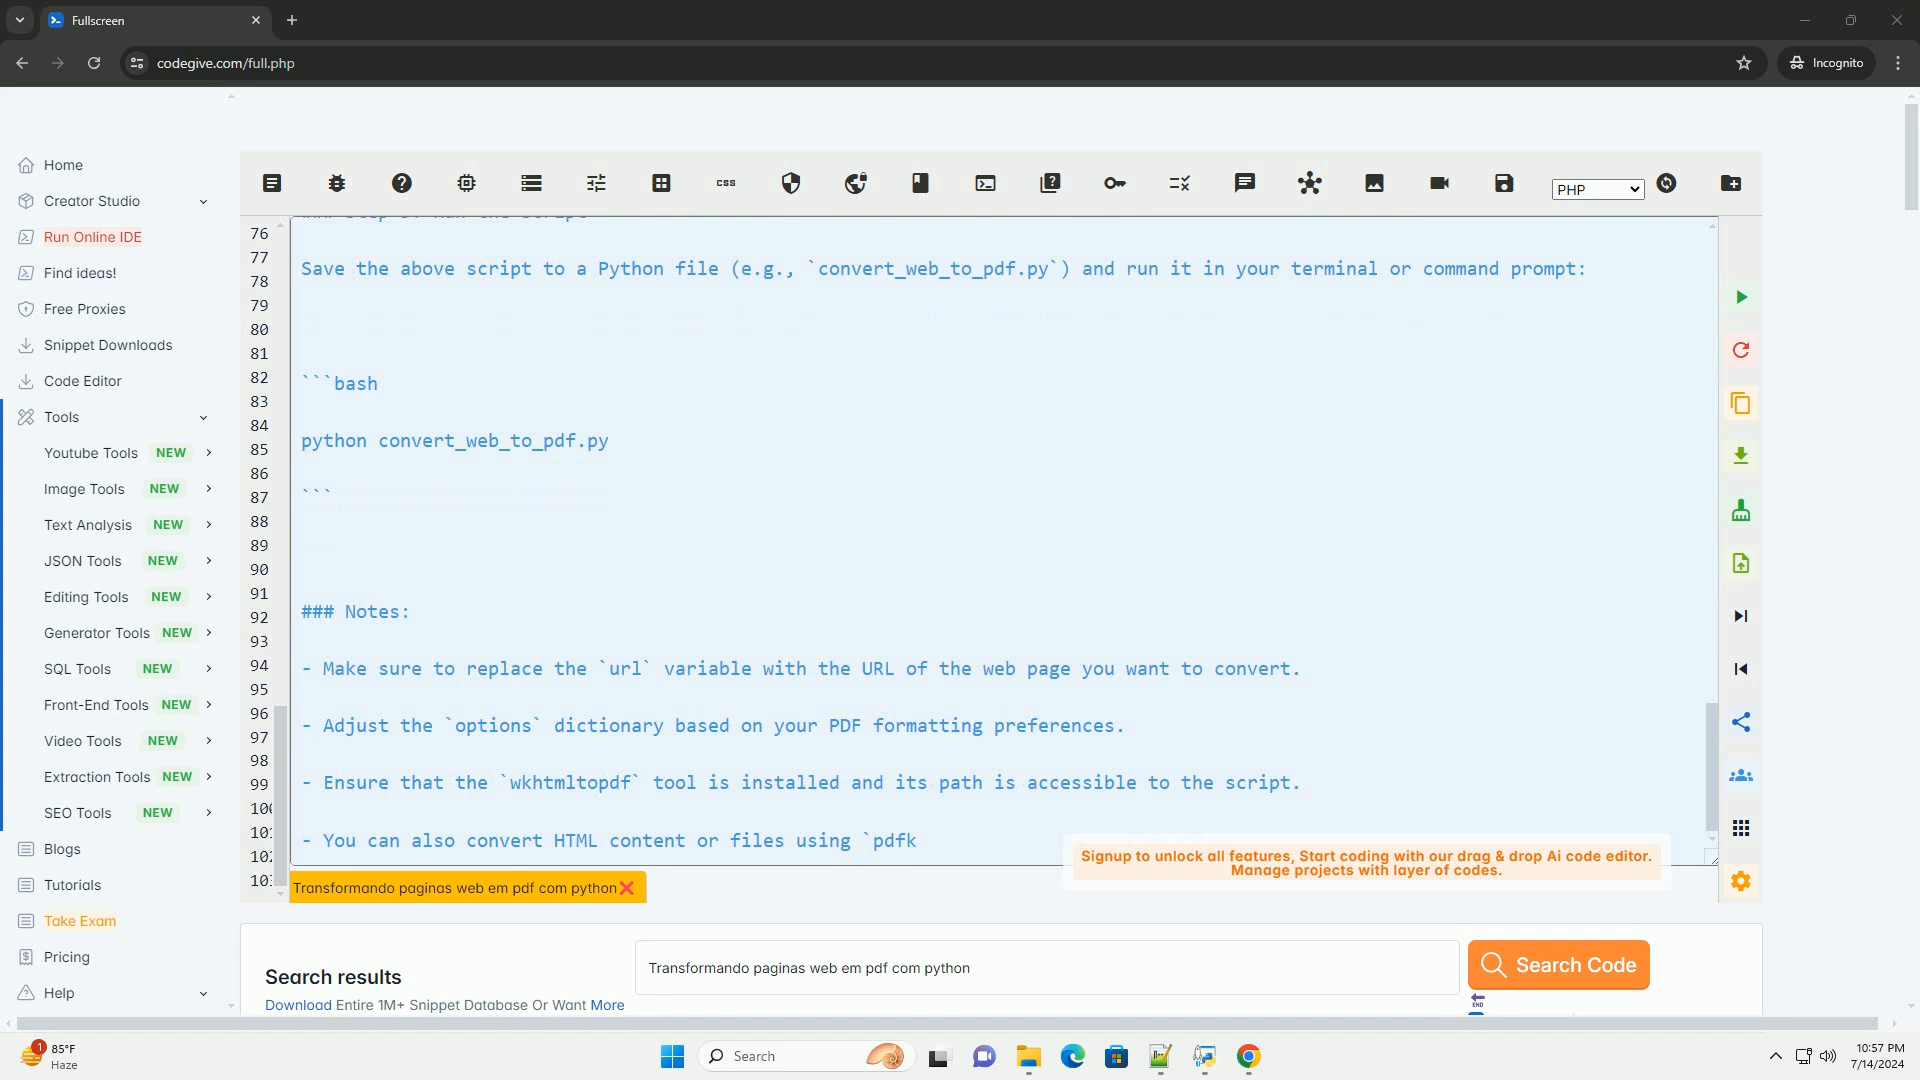 Fullscreen
codegive.com/full.php
Incognito
Home
Creator Studio
Run Online IDE
Find ideas!
Free Proxies
Snippet Downloads
Code Editor
Tools
Youtube Tools NEW
Image Tools NEW
Text Analysis NEW
JSON Tools NEW
Editing Tools NEW
Generator Tools NEW
SQL Tools NEW
Front-End Tools NEW
Video Tools NEW
Extraction Tools NEW
SEO Tools NEW
Blogs
Tutorials
Take Exam
Pricing
Help
css
PHP
76
77
78
79
80
81
82
83
84
85
86
87
88
89
90
91
92
93
94
95
96
97
98
99
Save the above script to a Python file (e.g., `convert_web_to_pdf.py`) and run it in your terminal or command prompt:
```bash
python convert_web_to_pdf.py
```
### Notes:
- Make sure to replace the `url` variable with the URL of the web page you want to convert.
- Adjust the `options` dictionary based on your PDF formatting preferences.
- Ensure that the `wkhtmltopdf` tool is installed and its path is accessible to the script.
- You can also convert HTML content or files using `pdfk
Signup to unlock all features, Start coding with our drag & drop Ai code editor.
Manage projects with layer of codes.
Transformando paginas web em pdf com python
Search results
Download Entire 1M+ Snippet Database Or Want More
Transformando paginas web em pdf com python
Search Code
END
1
85°F
Haze
Search
10:57 PM
7/14/2024